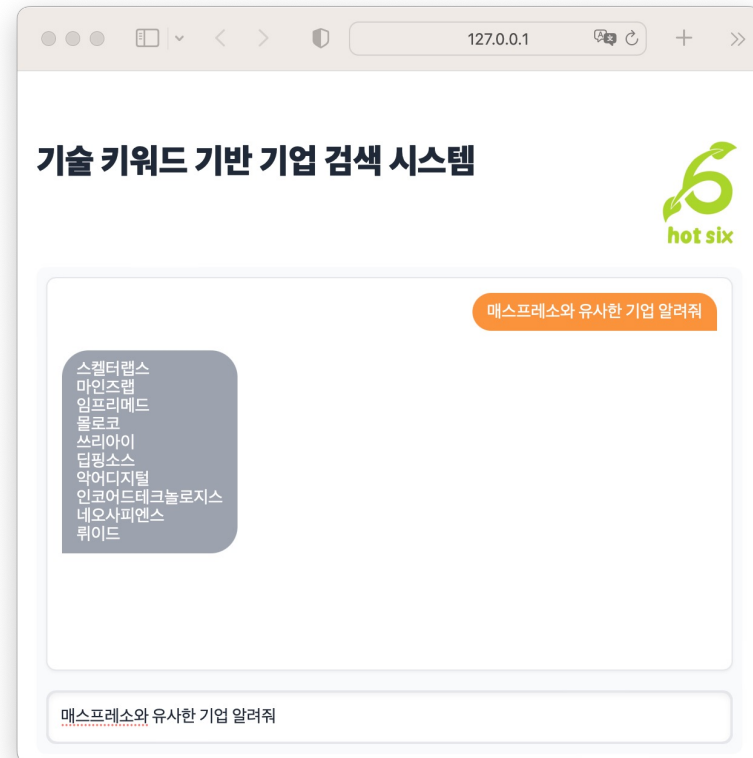 127.0.0.1
기술 키워드 기반 기업 검색 시스템
hot six
매스프레소와 유사한 기업 알려줘
스켈터랩스
마인즈랩
임프리메드
몰로코
쓰리아이
딥핑소스
악어디지털
인코어드테크놀로지스
네오사피엔스
뤼이드
매스프레소와 유사한 기업 알려줘